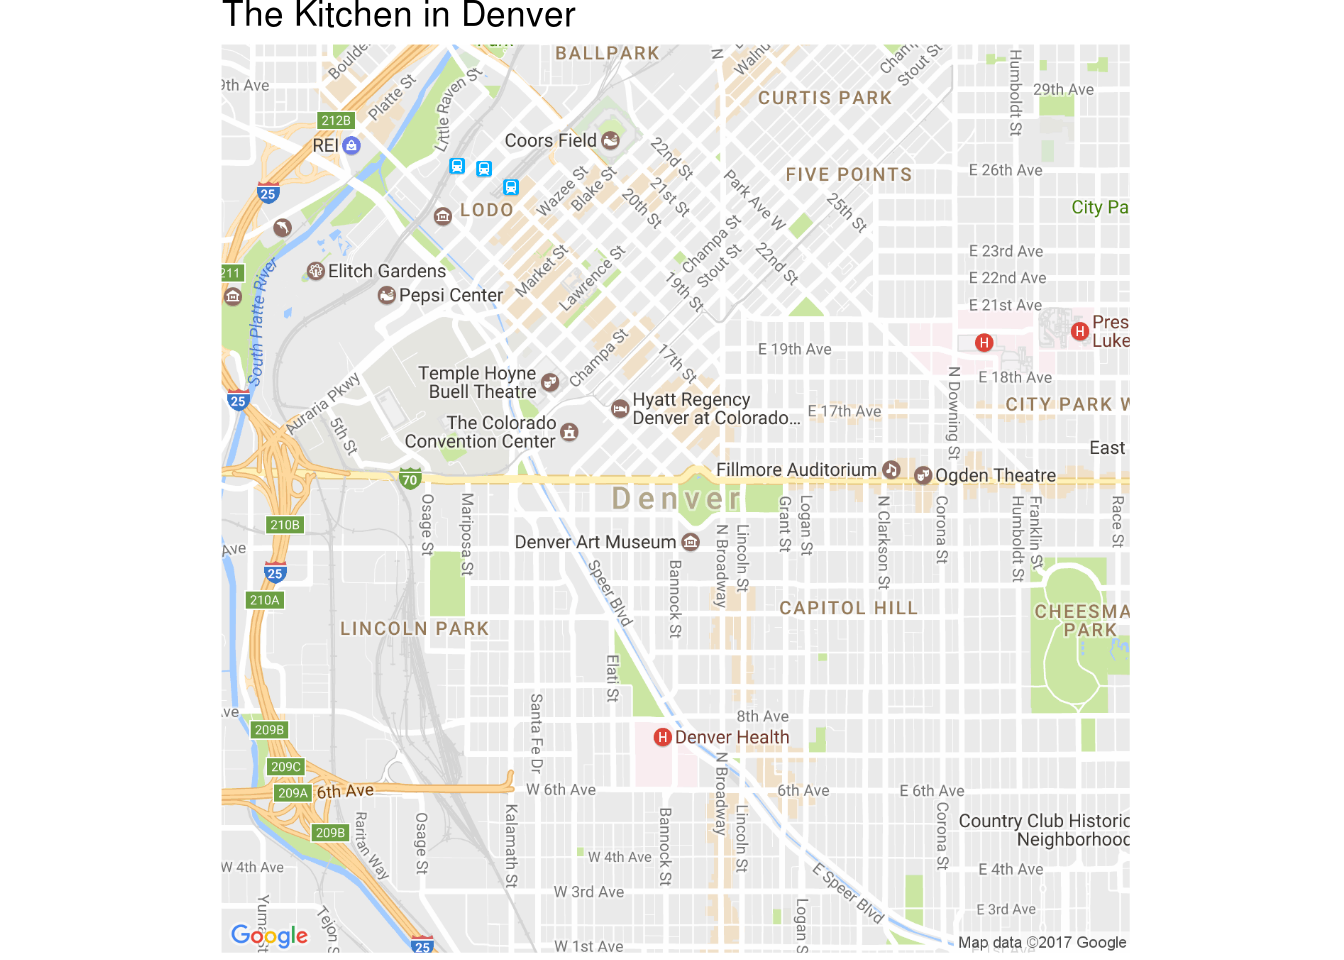 The Kitchen in Denver
BALLPARK
N
CURTIS PARK
Stout St
Platte St
Little Raven St
Humboldt St
29th Ave
9th Ave
212B
REI
Coors Field
22nd St
FIVE POINTS
E 26th Ave
25
Wazee St
Blake St
21st St
20th St
Park Ave W
25th St
LODO
City Pa
Champa St
Stout St
22nd St
E 23rd Ave
211
Elitch Gardens
Market St
Lawrence St
19th St
E 22nd Ave
Pepsi Center
E 21st Ave
South Platte River
H
H
Pres
Luke
E 19th Ave
Champa St
17th St
Temple Hoyne
Buell Theatre
N Downing St
E 18th Ave
25
Auraria Pkwy
5th St
Hyatt Regency
Denver at Colorado...
E 17th Ave
CITY PARK W
The Colorado
Convention Center
East
70
Fillmore Auditorium
Ogden Theatre
Denver
Osage St
Mariposa St
Grant St
Logan St
N Clarkson St
Corona St
Humboldt St
Franklin St
Race St
210B
Ave
Denver Art Museum
N Broadway
Lincoln St
25
Speer Blvd
Bannock St
210A
CAPITOL HILL
CHEESMA
PARK
LINCOLN PARK
Elati St
Santa Fe Dr
ve
8th Ave
209B
H
Denver Health
N Broadway
209C
209A
6th Ave
W 6th Ave
6th Ave
E 6th Ave
Raritan Way
Osage St
Kalamath St
Bannock St
Lincoln St
Corona St
209B
Country Club Historic
Neighborhood
W 4th Ave
W 4th Ave
E 4th Ave
W 3rd Ave
E Speer Blvd
E 3rd Ave
Tejon S
Logan S
Google
25
W 1st Ave
Map data ©2017 Google